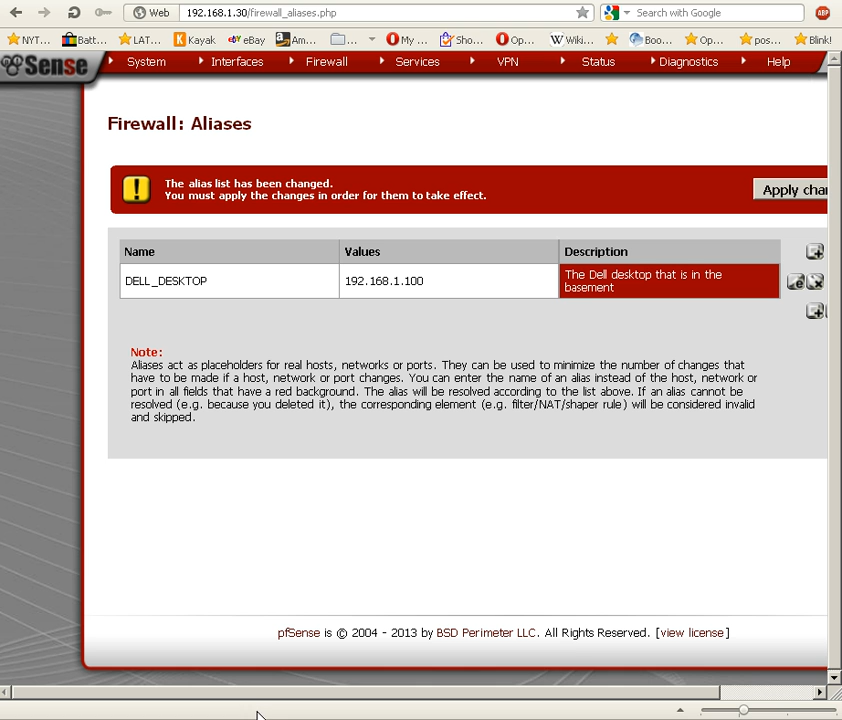 Web
192.168.1.30/firewall_aliases.php
Search with Google
ABP
NYT...
Batt...
LAT...
Kayak
eBay
Am...
...
My ...
Sho...
Op...
Wiki...
Boo...
Op...
pos...
Blink!
Sense
System
Interfaces
Firewall
Services
VPN
Status
Diagnostics
Help
Firewall: Aliases
The alias list has been changed.
You must apply the changes in order for them to take effect.
Apply chan
Name
Values
Description
DELL_DESKTOP
192.168.1.100
The Dell desktop that is in the
basement
Note:
Aliases act as placeholders for real hosts, networks or ports. They can be used to minimize the number of changes that
have to be made if a host, network or port changes. You can enter the name of an alias instead of the host, network or
port in all fields that have a red background. The alias will be resolved according to the list above. If an alias cannot be
resolved (e.g. because you deleted it), the corresponding element (e.g. filter/NAT/shaper rule) will be considered invalid
and skipped.
pfSense is © 2004 - 2013 by BSD Perimeter LLC. All Rights Reserved. [view license]